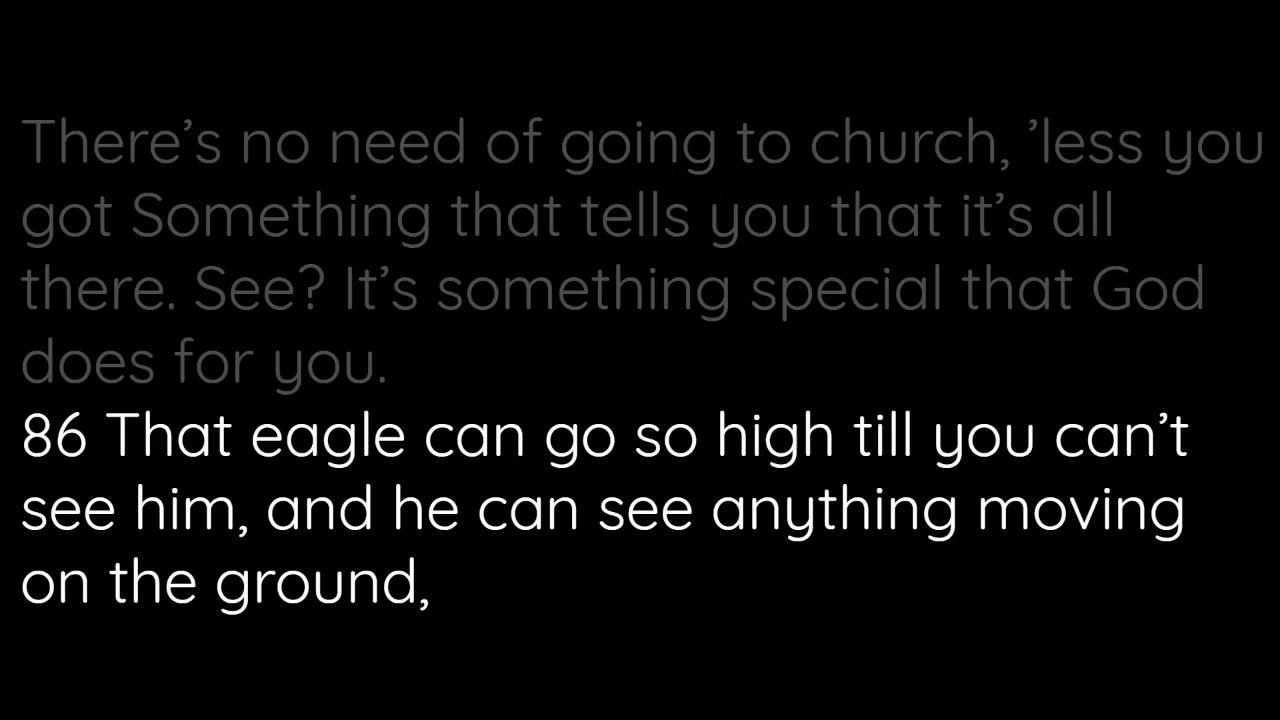 There’s no need of going to church, ’less you
got Something that tells you that it’s all
there. See? It’s something special that God
does for you.
86 That eagle can go so high till you can’t
see him, and he can see anything moving
on the ground,